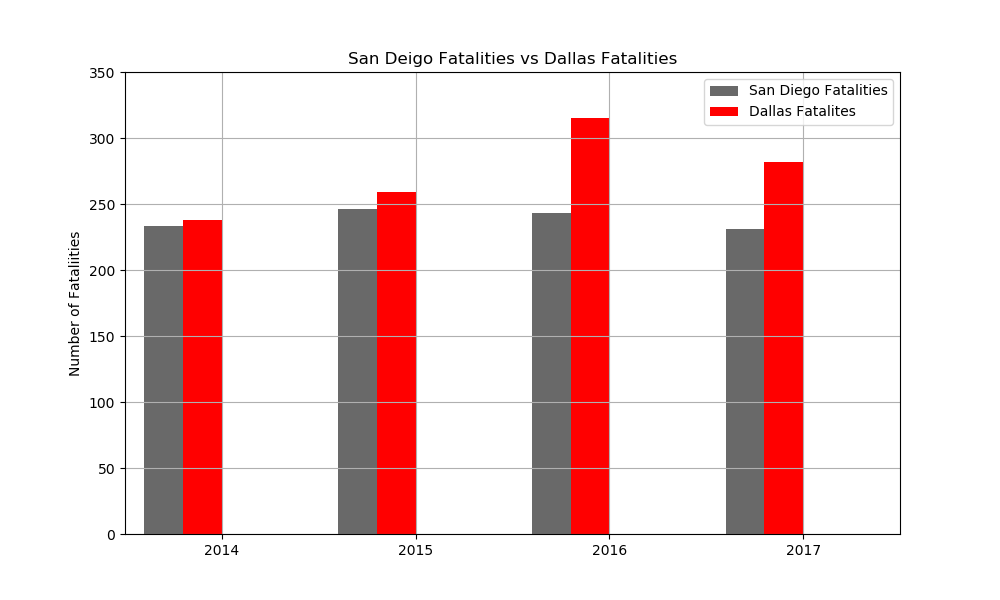 San Deigo Fatalities vs Dallas Fatalities
San Diego Fatalities
Dallas Fatalites
Number of Fataliities
350
300
250
200
150
100
50
0
2014 2015 2016 2017